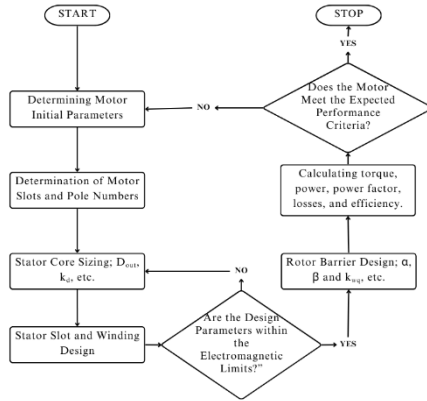 START
Determining Motor
Initial Parameters
Determination of Motor
Slots and Pole Numbers
Stator Core Sizing; Dout,
kd, etc.
Stator Slot and Winding
Design
Are the Design
Parameters within
the
Electromagnetic
Limits?”
NO
YES
Rotor Barrier Design; α,
β and kwq, etc.
Calculating torque,
power, power factor,
losses, and efficiency.
Does the Motor
Meet the Expected
Performance
Criteria?
NO
YES
STOP